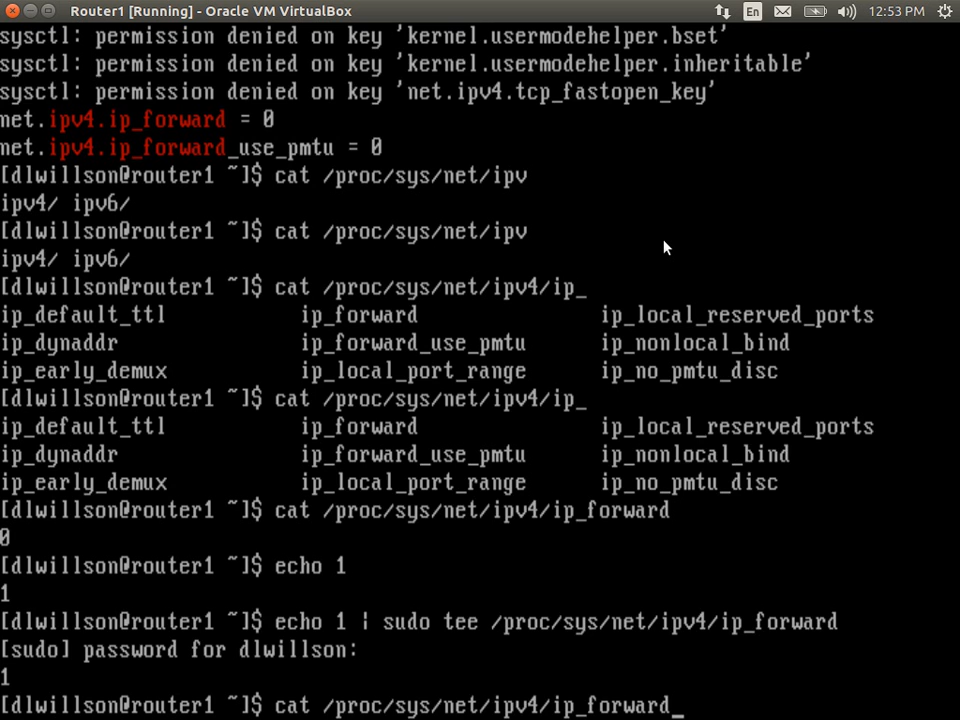 Router1 [Running] - Oracle VM VirtualBox En 12:53 PM
sysctl: permission denied on key 'kernel.usermodehelper.bset'
sysctl: permission denied on key 'kernel.usermodehelper.inheritable'
sysctl: permission denied on key 'net.ipv4.tcp_fastopen_key'
net.ipv4.ip_forward = 0
net.ipv4.ip_forward_use_pmtu = 0
[dlwillson@router1 ~]$ cat /proc/sys/net/ipv
ipv4/ ipv6/
[dlwillson@router1 ~]$ cat /proc/sys/net/ipv
ipv4/ ipv6/
[dlwillson@router1 ~]$ cat /proc/sys/net/ipv4/ip_
ip_default_ttl ip_forward ip_local_reserved_ports
ip_dynaddr ip_forward_use_pmtu ip_nonlocal_bind
ip_early_demux ip_local_port_range ip_no_pmtu_disc
[dlwillson@router1 ~]$ cat /proc/sys/net/ipv4/ip_
ip_default_ttl ip_forward ip_local_reserved_ports
ip_dynaddr ip_forward_use_pmtu ip_nonlocal_bind
ip_early_demux ip_local_port_range ip_no_pmtu_disc
[dlwillson@router1 ~]$ cat /proc/sys/net/ipv4/ip_forward
0
[dlwillson@router1 ~]$ echo 1
1
[dlwillson@router1 ~]$ echo 1 | sudo tee /proc/sys/net/ipv4/ip_forward
[sudo] password for dlwillson:
1
[dlwillson@router1 ~]$ cat /proc/sys/net/ipv4/ip_forward_